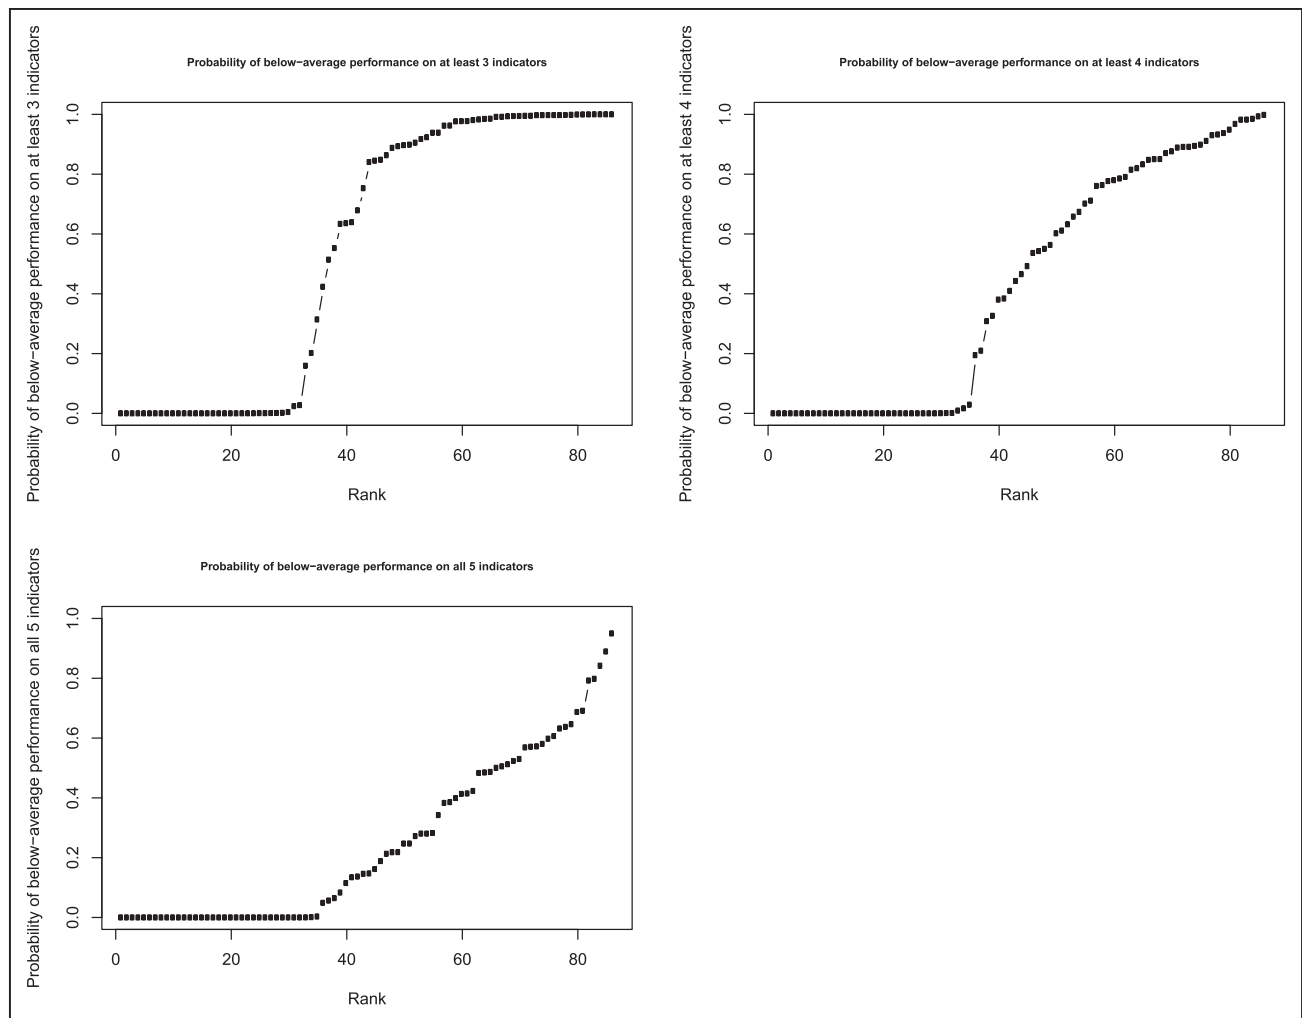 Probability of below−average performance on at least 3 indicators
Probability of below−average performance on at least 3 indicators
1.0
0.8
0.6
0.4
0.2
0.0
0 20 40 60 80
Rank
Probability of below−average performance on at least 4 indicators
Probability of below−average performance on at least 4 indicators
1.0
0.8
0.6
0.4
0.2
0.0
0 20 40 60 80
Rank
Probability of below−average performance on all 5 indicators
Probability of below−average performance on all 5 indicators
1.0
0.8
0.6
0.4
0.2
0.0
0 20 40 60 80
Rank